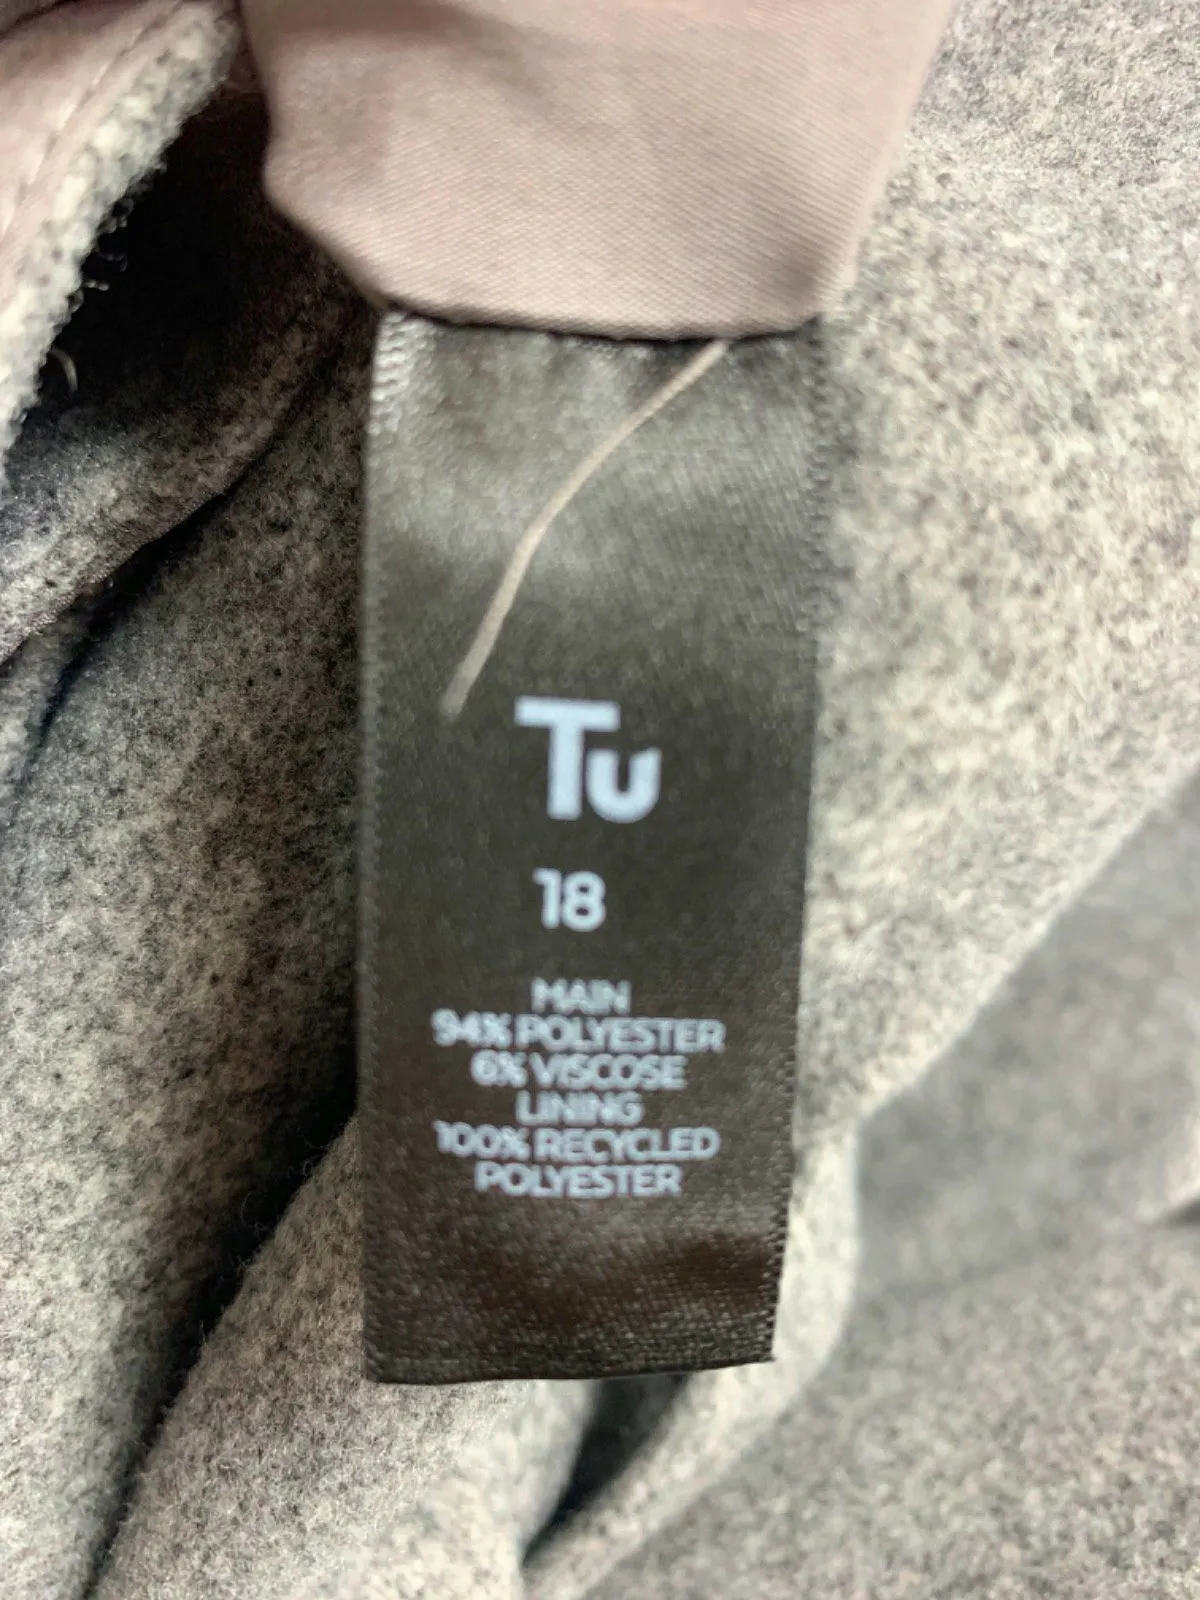 Tu
18
MAIN
94% POLYESTER
6% VISCOSE
LINING
100% RECYCLED
POLYESTER